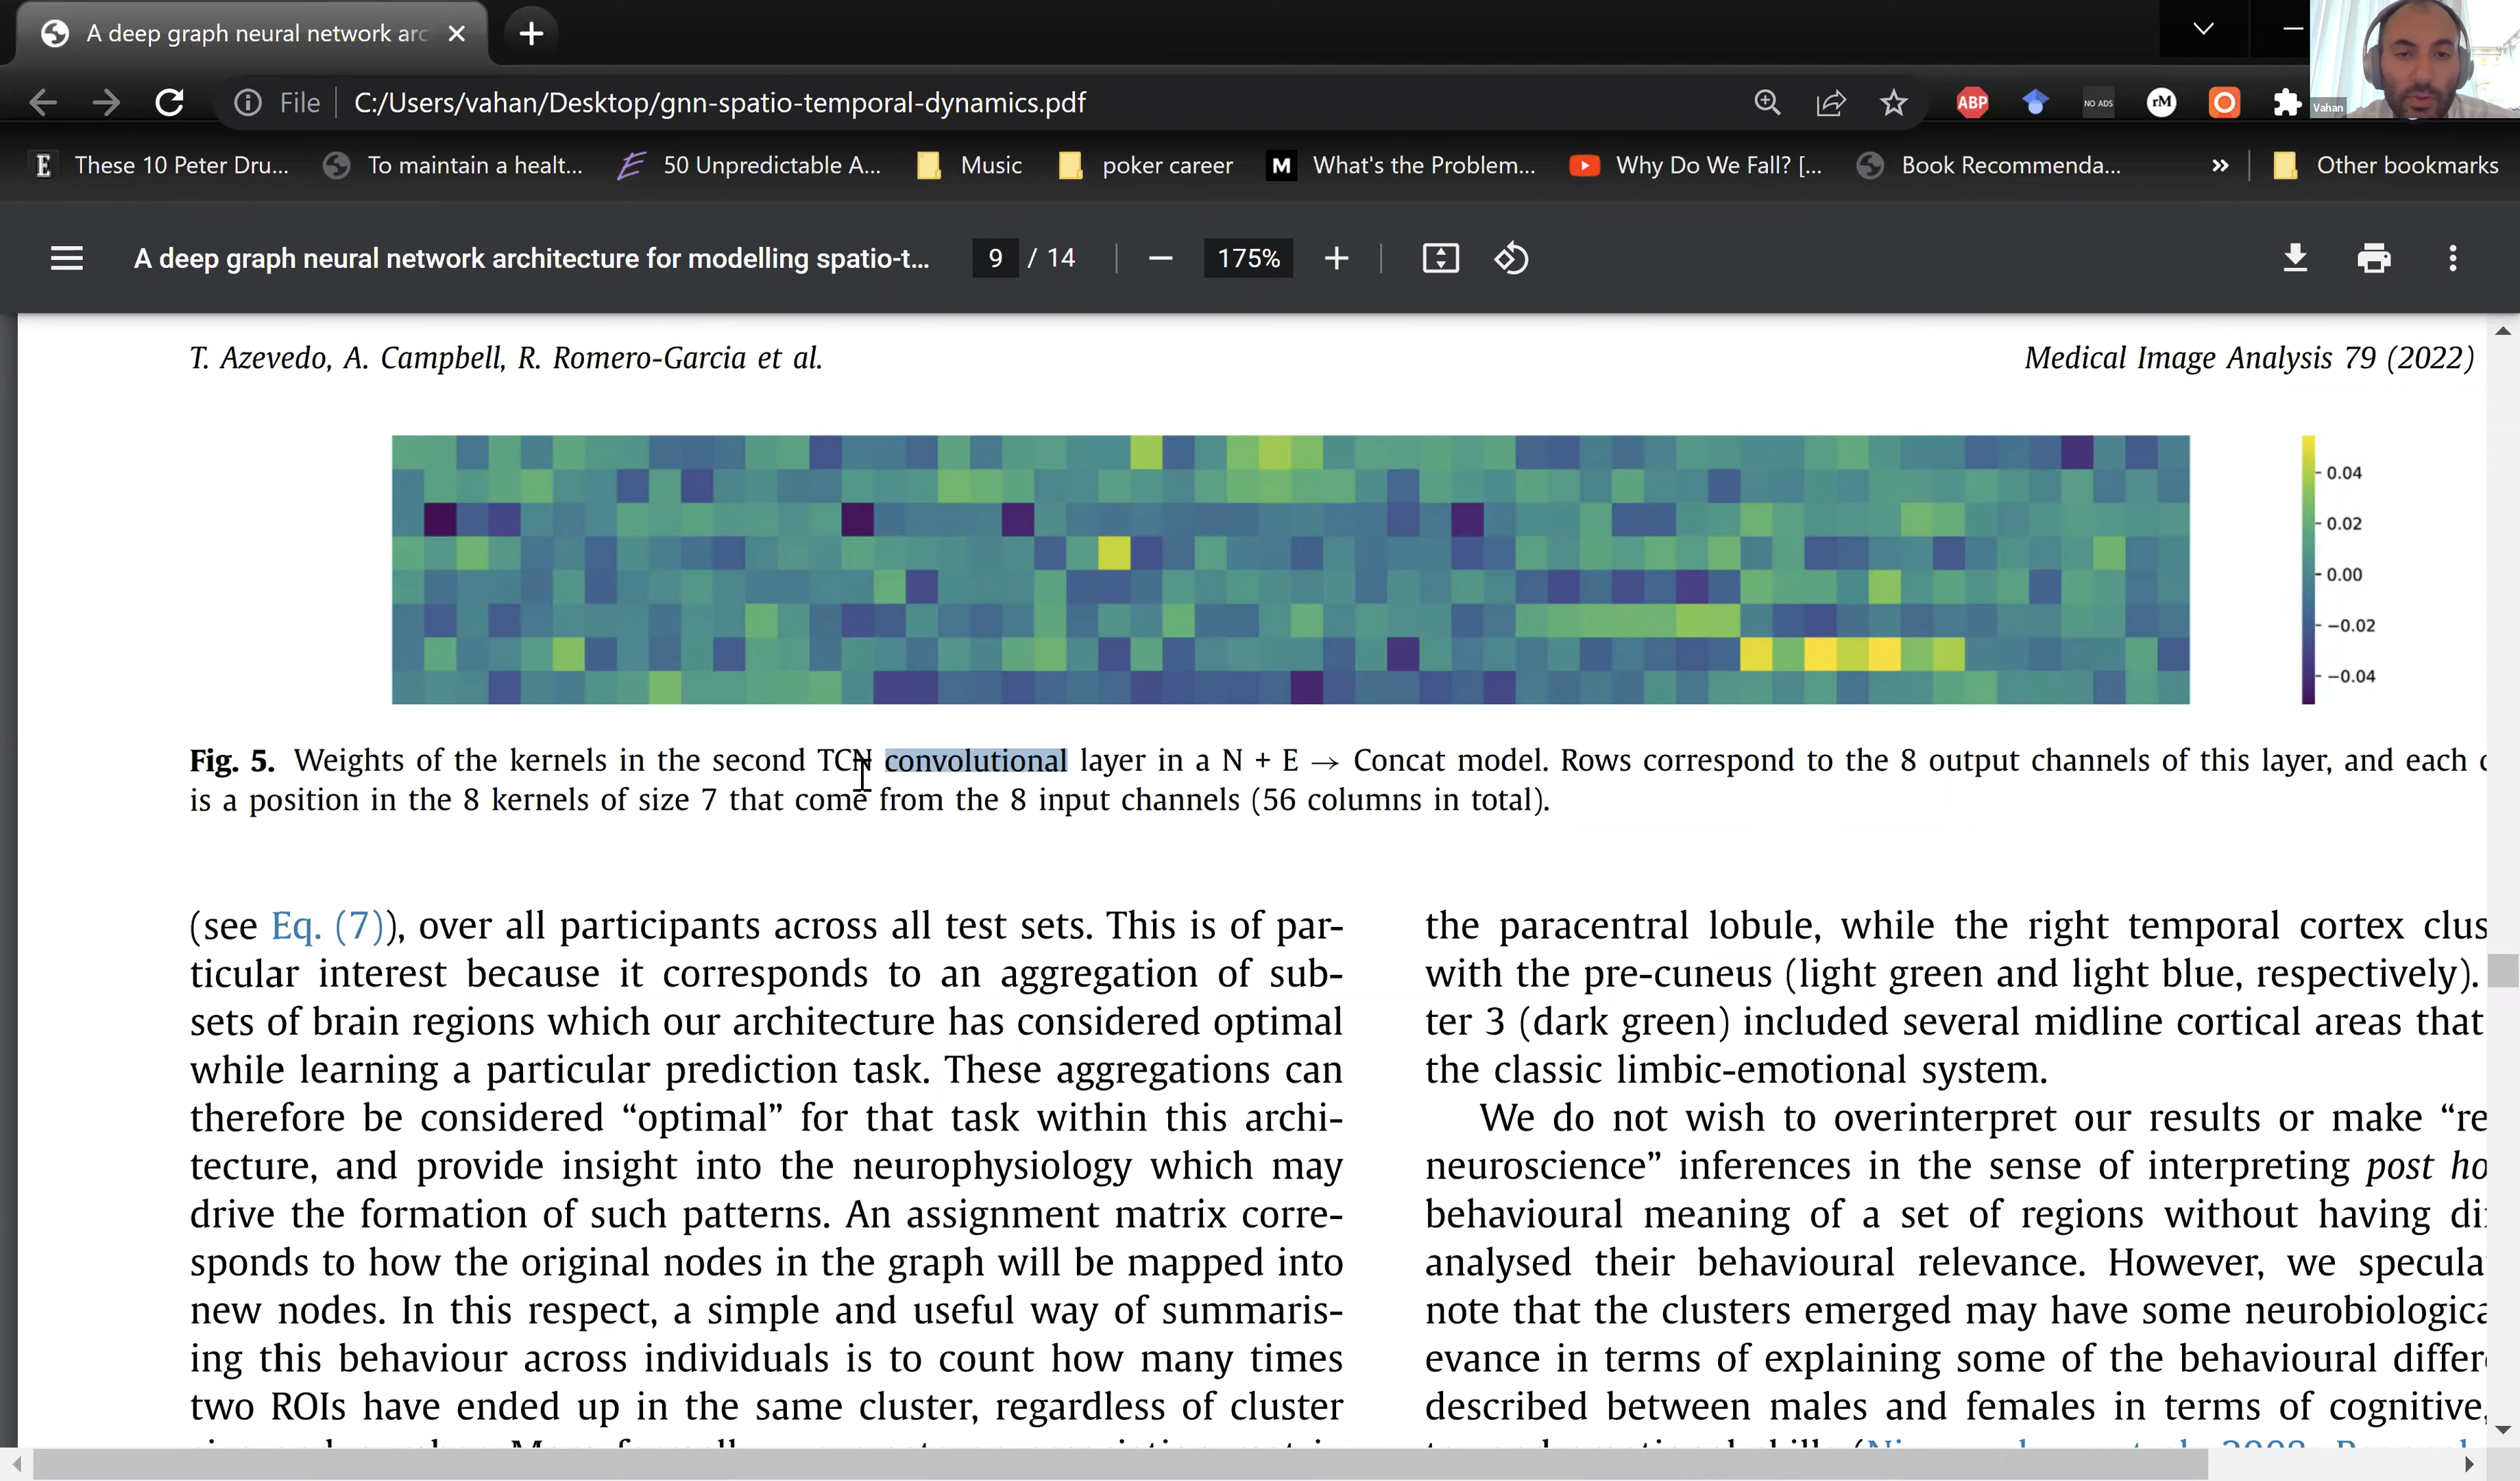 A deep graph neural network arc
File C:/Users/vahan/Desktop/gnn-spatio-temporal-dynamics.pdf
ABP
NO ADS
rM
Vahan
E These 10 Peter Dru...
To maintain a healt...
50 Unpredictable A...
Music
poker career
M What's the Problem...
Why Do We Fall? [...
Book Recommenda...
»
Other bookmarks
A deep graph neural network architecture for modelling spatio-t...
9 / 14
175%
T. Azevedo, A. Campbell, R. Romero-Garcia et al.
Medical Image Analysis 79 (2022)
0.04
0.02
0.00
−0.02
−0.04
Fig. 5. Weights of the kernels in the second TCN convolutional layer in a N + E → Concat model. Rows correspond to the 8 output channels of this layer, and each
is a position in the 8 kernels of size 7 that come from the 8 input channels (56 columns in total).
(see Eq. (7)), over all participants across all test sets. This is of par-
ticular interest because it corresponds to an aggregation of sub-
sets of brain regions which our architecture has considered optimal
while learning a particular prediction task. These aggregations can
therefore be considered “optimal” for that task within this archi-
tecture, and provide insight into the neurophysiology which may
drive the formation of such patterns. An assignment matrix corre-
sponds to how the original nodes in the graph will be mapped into
new nodes. In this respect, a simple and useful way of summaris-
ing this behaviour across individuals is to count how many times
two ROIs have ended up in the same cluster, regardless of cluster
the paracentral lobule, while the right temporal cortex clus
with the pre-cuneus (light green and light blue, respectively).
ter 3 (dark green) included several midline cortical areas that
the classic limbic-emotional system.
We do not wish to overinterpret our results or make “re
neuroscience” inferences in the sense of interpreting post ho
behavioural meaning of a set of regions without having di
analysed their behavioural relevance. However, we specula
note that the clusters emerged may have some neurobiologica
evance in terms of explaining some of the behavioural differ
described between males and females in terms of cognitive,